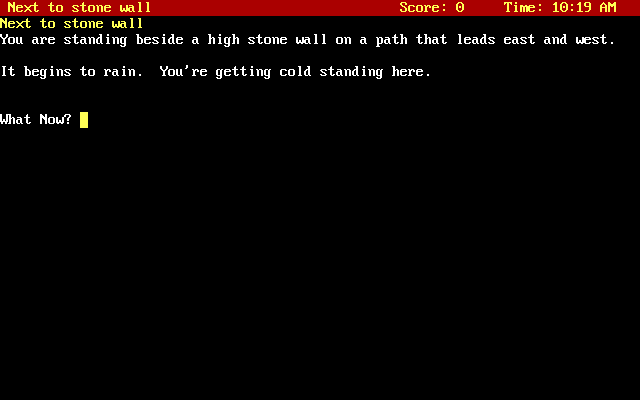 Next to stone wall Score: 0 Time: 10:19 AM
Next to stone wall
You are standing beside a high stone wall on a path that leads east and west.
It begins to rain.  You're getting cold standing here.
What Now?